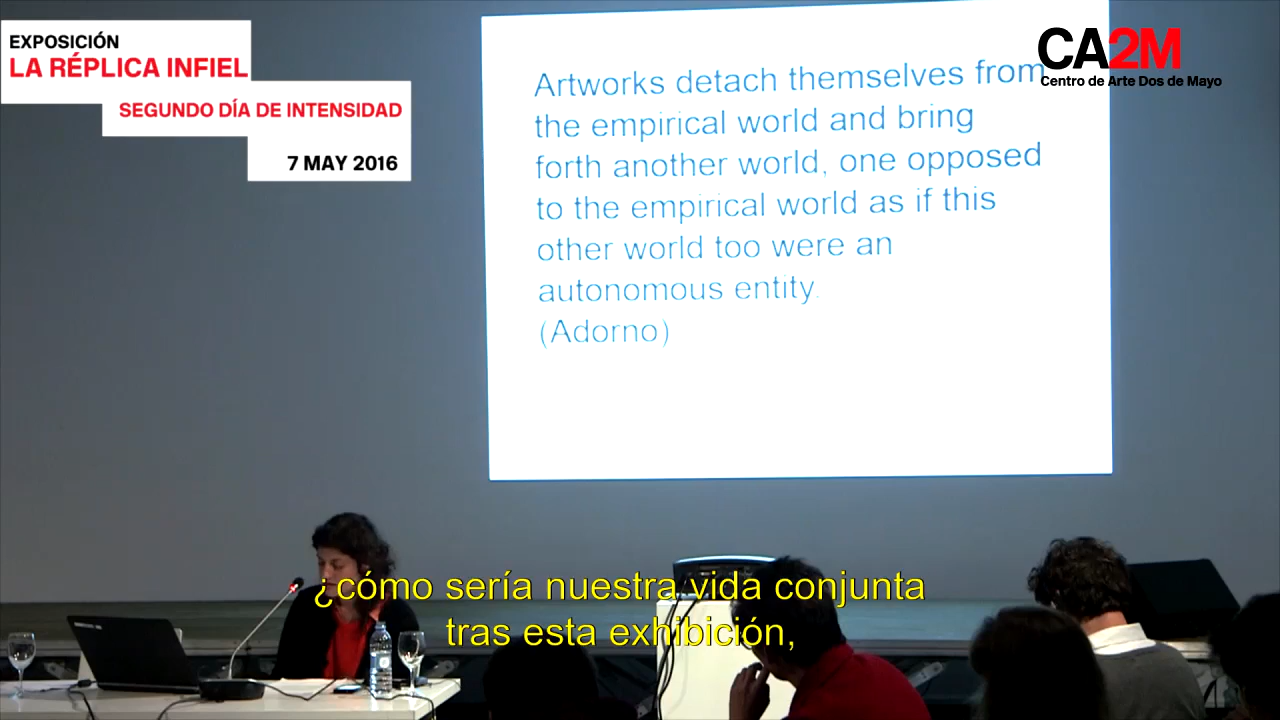 EXPOSICIÓN
LA RÉPLICA INFIEL
SEGUNDO DÍA DE INTENSIDAD
7 MAY 2016
CA2M
Centro de Arte Dos de Mayo
Artworks detach themselves from
the empirical world and bring
forth another world, one opposed
to the empirical world as if this
other world too were an
autonomous entity.
(Adorno)
¿cómo sería nuestra vida conjunta
tras esta exhibición,